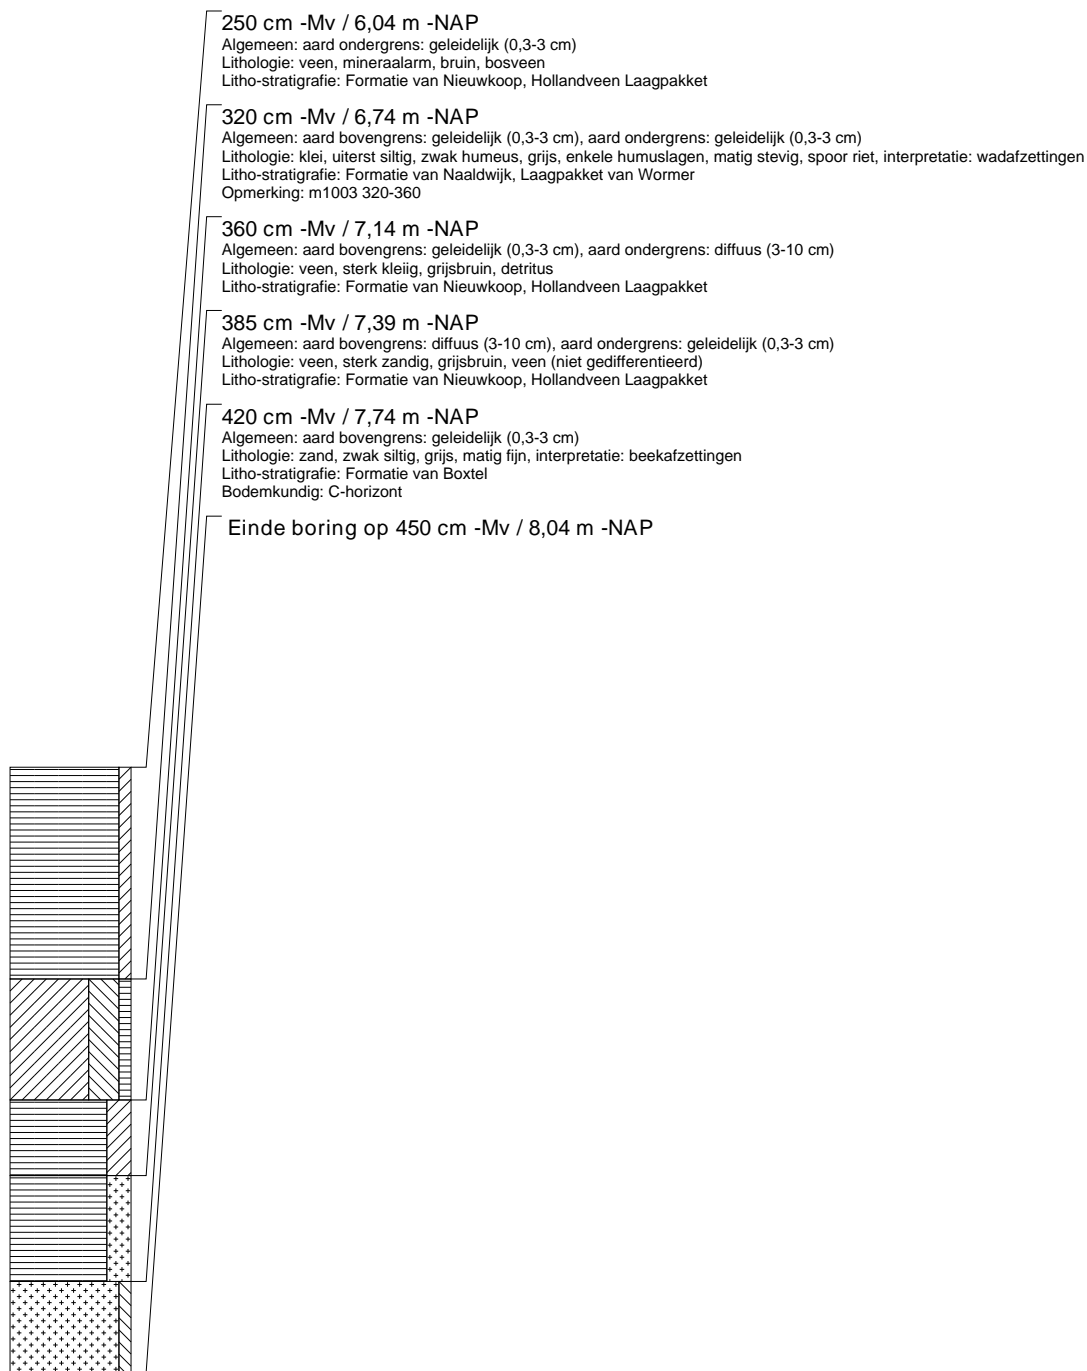 250 cm -Mv / 6,04 m -NAP
Algemeen: aard ondergrens: geleidelijk (0,3-3 cm)
Lithologie: veen, mineraalarm, bruin, bosveen
Litho-stratigrafie: Formatie van Nieuwkoop, Hollandveen Laagpakket
320 cm -Mv / 6,74 m -NAP
Algemeen: aard bovengrens: geleidelijk (0,3-3 cm), aard ondergrens: geleidelijk (0,3-3 cm)
Lithologie: klei, uiterst siltig, zwak humeus, grijs, enkele humuslagen, matig stevig, spoor riet, interpretatie: wadafzettingen
Litho-stratigrafie: Formatie van Naaldwijk, Laagpakket van Wormer
Opmerking: m1003 320-360
360 cm -Mv / 7,14 m -NAP
Algemeen: aard bovengrens: geleidelijk (0,3-3 cm), aard ondergrens: diffuus (3-10 cm)
Lithologie: veen, sterk kleiig, grijsbruin, detritus
Litho-stratigrafie: Formatie van Nieuwkoop, Hollandveen Laagpakket
385 cm -Mv / 7,39 m -NAP
Algemeen: aard bovengrens: diffuus (3-10 cm), aard ondergrens: geleidelijk (0,3-3 cm)
Lithologie: veen, sterk zandig, grijsbruin, veen (niet gedifferentieerd)
Litho-stratigrafie: Formatie van Nieuwkoop, Hollandveen Laagpakket
420 cm -Mv / 7,74 m -NAP
Algemeen: aard bovengrens: geleidelijk (0,3-3 cm)
Lithologie: zand, zwak siltig, grijs, matig fijn, interpretatie: beekafzettingen
Litho-stratigrafie: Formatie van Boxtel
Bodemkundig: C-horizont
Einde boring op 450 cm -Mv / 8,04 m -NAP